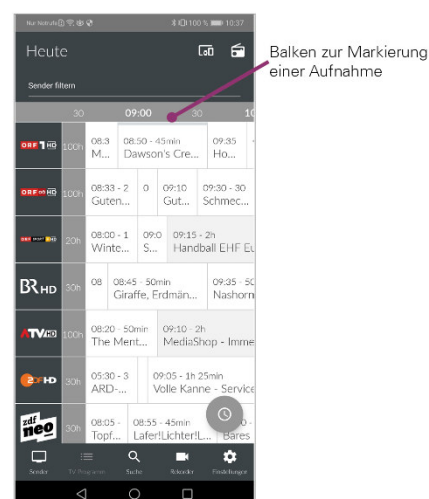 Nur Notrufe 100 % 10:37
Heute
Balken zur Markierung
einer Aufnahme
Sender filtern
30 09:00 30 10
ORF 1 HD 100h 08:3 08:50 - 45min 09:35
M... Dawson's Cre... Ho...
ORF 2 HD 100h 08:33 - 2 0 09:10 09:30 - 30
Guten... Gut... Schmec...
ORF SPORT HD 20h 08:00 - 1 09:0 09:15 - 2h
Winte... S... Handball EHF Eu
BR HD 30h 08 08:45 - 50min 09:35 - 50
Giraffe, Erdmän... Nashorn
ATV HD 100h 08:20 - 50min 09:10 - 2h
The Ment... MediaShop - Imme
ZDF HD 30h 05:30 - 3 09:05 - 1h 25min
ARD-... Volle Kanne - Service
zdf neo 30h 08:05 - 08:55 - 45min 0-
Topf... Lafer!Lichter!L... Bares
Sender TV Programm Suche Rekorder Einstellungen